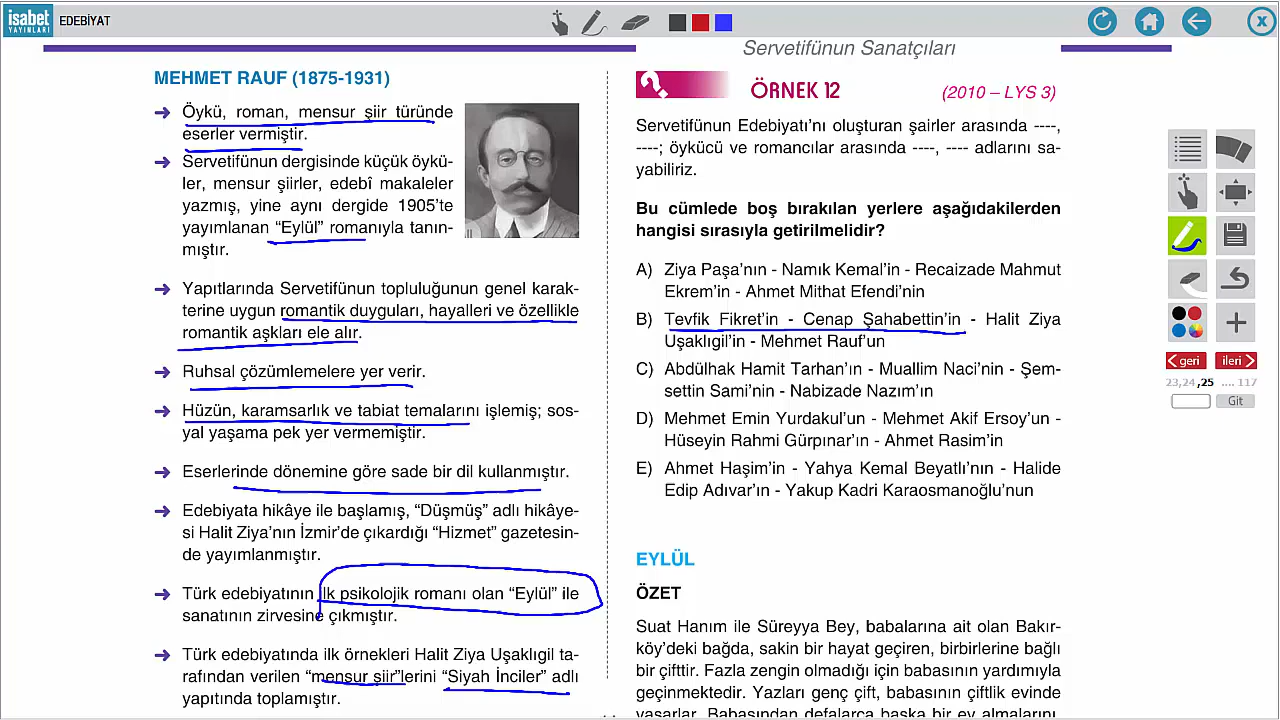 isabet
YAYINLARI
EDEBİYAT
Servetifünun Sanatçıları
MEHMET RAUF (1875-1931)
Öykü, roman, mensur şiir türünde
eserler vermiştir.
Servetifünun dergisinde küçük öykü-
ler, mensur şiirler, edebî makaleler
yazmış, yine aynı dergide 1905’te
yayımlanan “Eylül” romanıyla tanın-
mıştır.
Yapıtlarında Servetifünun topluluğunun genel karak-
terine uygun romantik duyguları, hayalleri ve özellikle
romantik aşkları ele alır.
Ruhsal çözümlemelere yer verir.
Hüzün, karamsarlık ve tabiat temalarını işlemiş; sos-
yal yaşama pek yer vermemiştir.
Eserlerinde dönemine göre sade bir dil kullanmıştır.
Edebiyata hikâye ile başlamış, “Düşmüş” adlı hikâye-
si Halit Ziya’nın İzmir’de çıkardığı “Hizmet” gazetesin-
de yayımlanmıştır.
Türk edebiyatının ilk psikolojik romanı olan “Eylül” ile
sanatının zirvesine çıkmıştır.
Türk edebiyatında ilk örnekleri Halit Ziya Uşaklıgil ta-
rafından verilen “mensur şiir”lerini “Siyah İnciler” adlı
yapıtında toplamıştır.
ÖRNEK 12
(2010 – LYS 3)
Servetifünun Edebiyatı’nı oluşturan şairler arasında ----,
----; öykücü ve romancılar arasında ----, ---- adlarını sa-
yabiliriz.
Bu cümlede boş bırakılan yerlere aşağıdakilerden
hangisi sırasıyla getirilmelidir?
A) Ziya Paşa’nın - Namık Kemal’in - Recaizade Mahmut
Ekrem’in - Ahmet Mithat Efendi’nin
B) Tevfik Fikret’in - Cenap Şahabettin’in - Halit Ziya
Uşaklıgil’in - Mehmet Rauf’un
C) Abdülhak Hamit Tarhan’ın - Muallim Naci’nin - Şem-
settin Sami’nin - Nabizade Nazım’ın
D) Mehmet Emin Yurdakul’un - Mehmet Akif Ersoy’un -
Hüseyin Rahmi Gürpınar’ın - Ahmet Rasim’in
E) Ahmet Haşim’in - Yahya Kemal Beyatlı’nın - Halide
Edip Adıvar’ın - Yakup Kadri Karaosmanoğlu’nun
EYLÜL
ÖZET
Suat Hanım ile Süreyya Bey, babalarına ait olan Bakır-
köy’deki bağda, sakin bir hayat geçiren, birbirlerine bağlı
bir çifttir. Fazla zengin olmadığı için babasının yardımıyla
geçinmektedir. Yazları genç çift, babasının çiftlik evinde
yaşarlar. Babasından defalarca başka bir ev almalarını,
geri
ileri
23,24,25 .... 117
Git